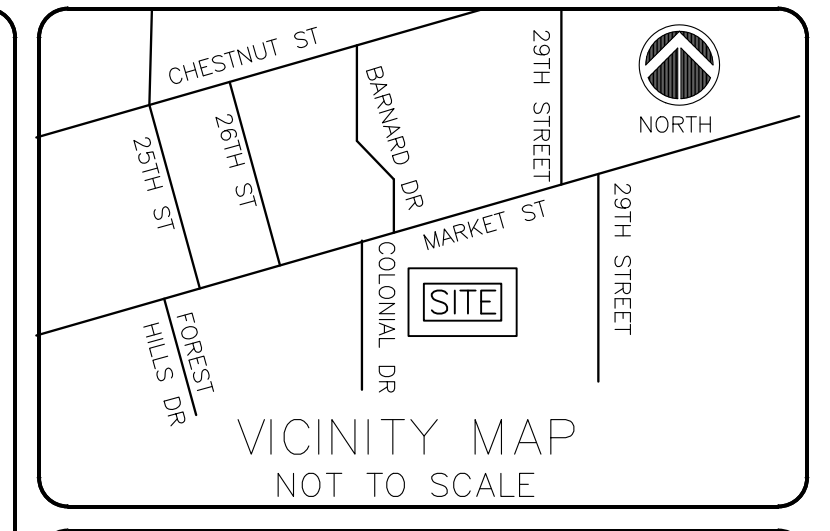 CHESTNUT ST
29TH STREET
NORTH
BARNARD DR
26TH ST
25TH ST
MARKET ST
29TH STREET
COLONIAL DR
SITE
FOREST
HILLS DR
VICINITY MAP
NOT TO SCALE